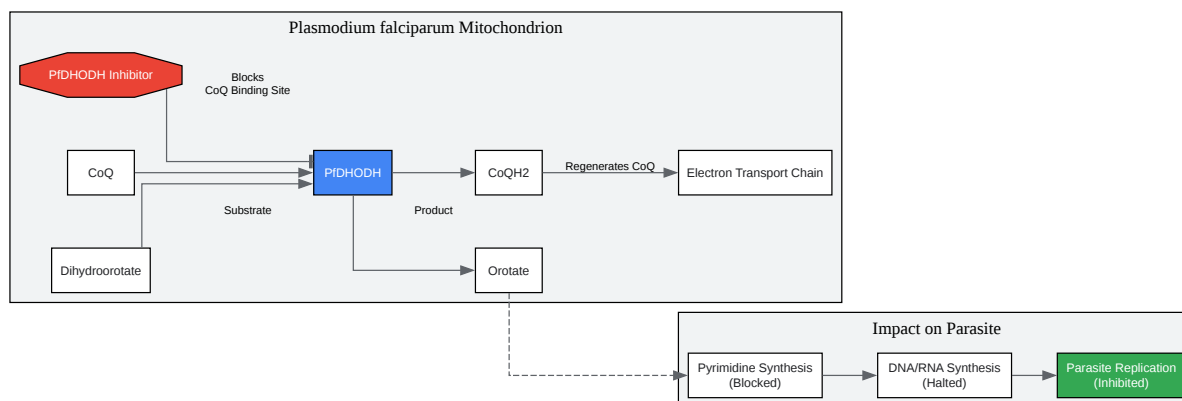 Plasmodium falciparum Mitochondrion
PfDHODH Inhibitor
Blocks
CoQ Binding Site
CoQ
PfDHODH
CoQH2
Regenerates CoQ
Electron Transport Chain
Substrate
Product
Dihydroorotate
Orotate
Impact on Parasite
Pyrimidine Synthesis
(Blocked)
DNA/RNA Synthesis
(Halted)
Parasite Replication
(Inhibited)